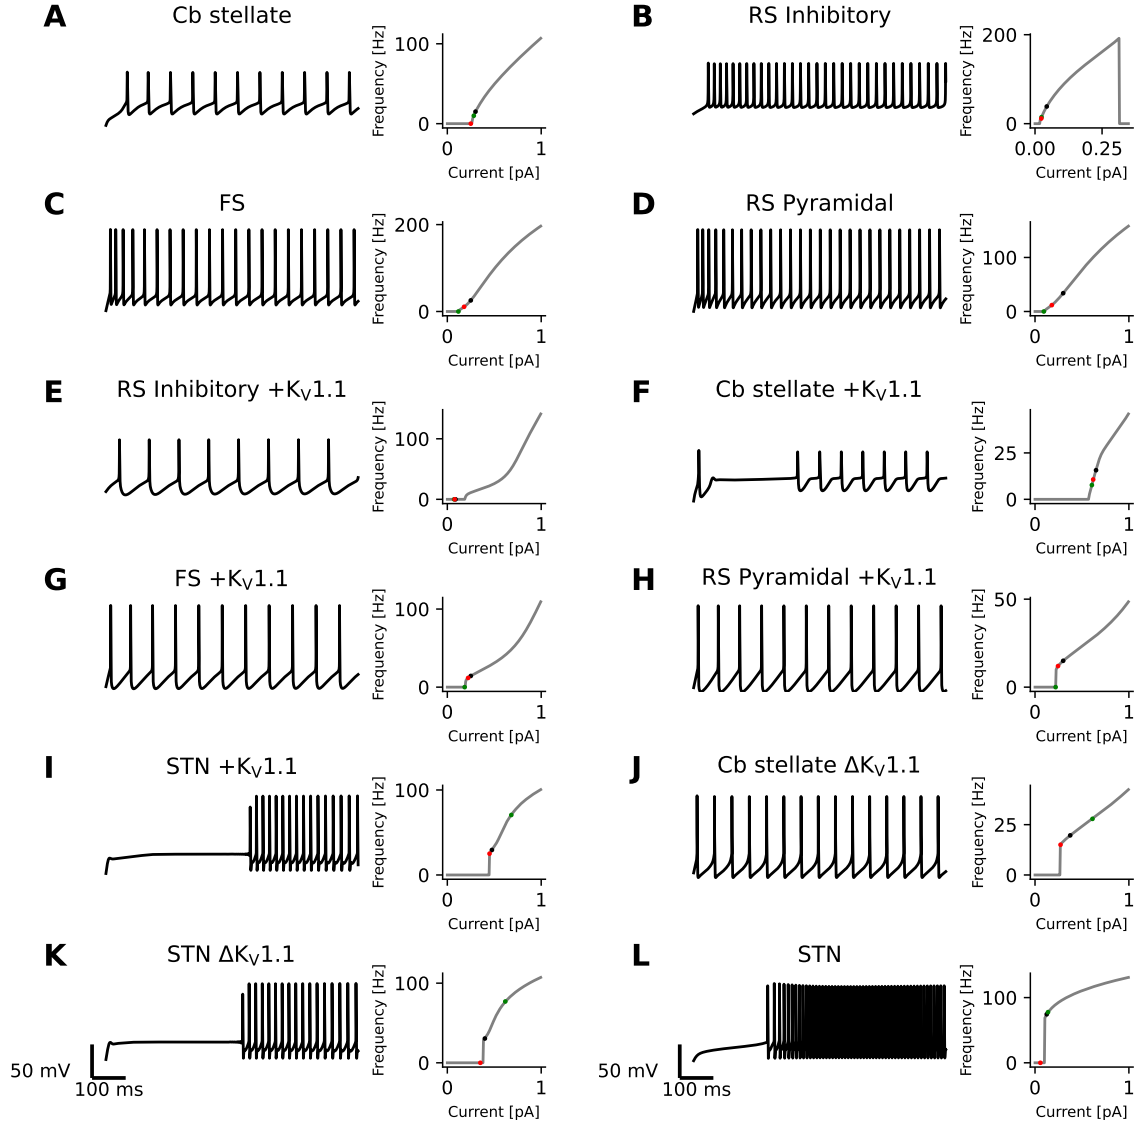 A
Cb stellate
Frequency [Hz]
100
0
0
1
Current [pA]
B
RS Inhibitory
Frequency [Hz]
200
0
0.00
0.25
Current [pA]
C
FS
Frequency [Hz]
200
0
0
1
Current [pA]
D
RS Pyramidal
Frequency [Hz]
100
0
0
1
Current [pA]
E
RS Inhibitory +KV1.1
Frequency [Hz]
100
0
0
1
Current [pA]
F
Cb stellate +KV1.1
Frequency [Hz]
25
0
0
1
Current [pA]
G
FS +KV1.1
Frequency [Hz]
100
0
0
1
Current [pA]
H
RS Pyramidal +KV1.1
Frequency [Hz]
50
0
0
1
Current [pA]
I
STN +KV1.1
Frequency [Hz]
100
0
0
1
Current [pA]
J
Cb stellate ΔKV1.1
Frequency [Hz]
25
0
0
1
Current [pA]
K
STN ΔKV1.1
50 mV
100 ms
Frequency [Hz]
100
0
0
1
Current [pA]
L
STN
50 mV
100 ms
Frequency [Hz]
100
0
0
1
Current [pA]